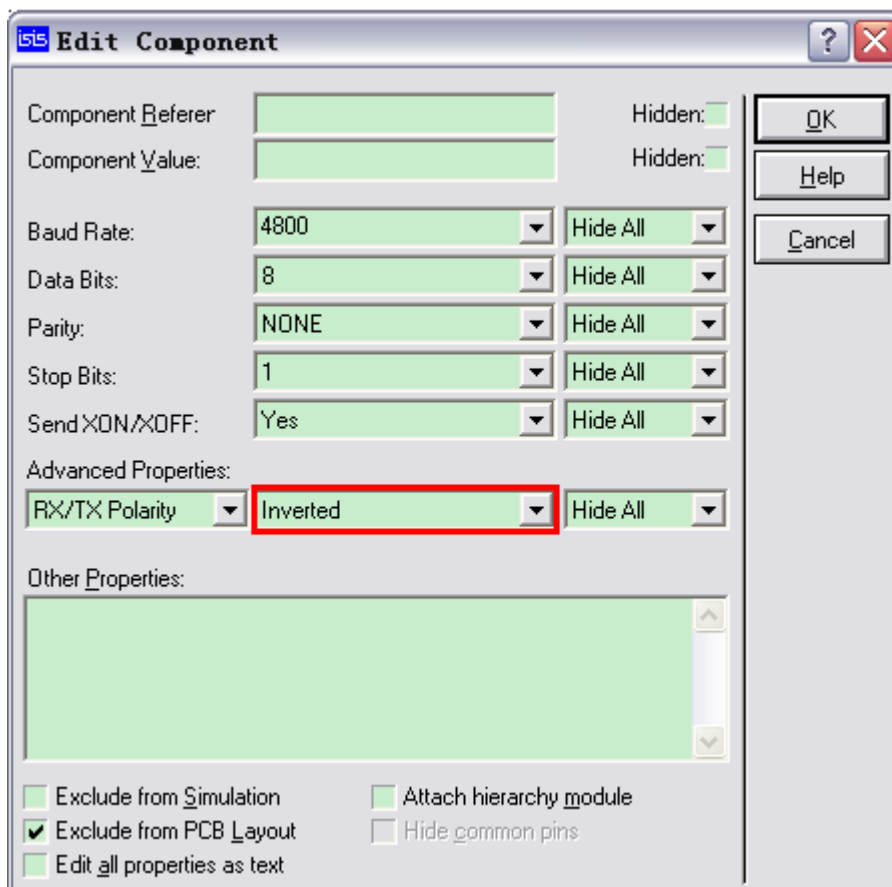 isis Edit Component
Component Referer Hidden: OK
Component Value: Hidden: Help
Baud Rate: 4800 Hide All Cancel
Data Bits: 8 Hide All
Parity: NONE Hide All
Stop Bits: 1 Hide All
Send XON/XOFF: Yes Hide All
Advanced Properties:
RX/TX Polarity Inverted Hide All
Other Properties:
Exclude from Simulation Attach hierarchy module
Exclude from PCB Layout Hide common pins
Edit all properties as text